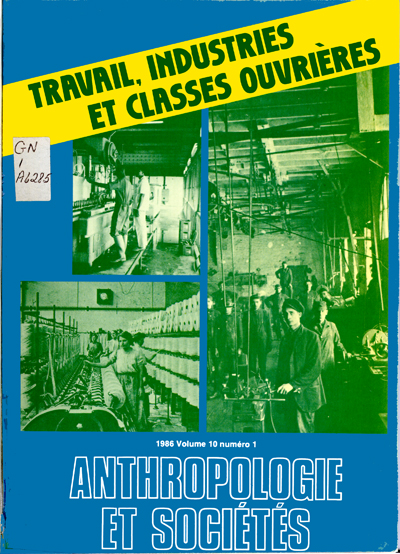 TRAVAIL, INDUSTRIES
ET CLASSES OUVRIÈRES
GN
1
A6285
1986 Volume 10 numéro 1
ANTHROPOLOGIE
ET SOCIÉTÉS